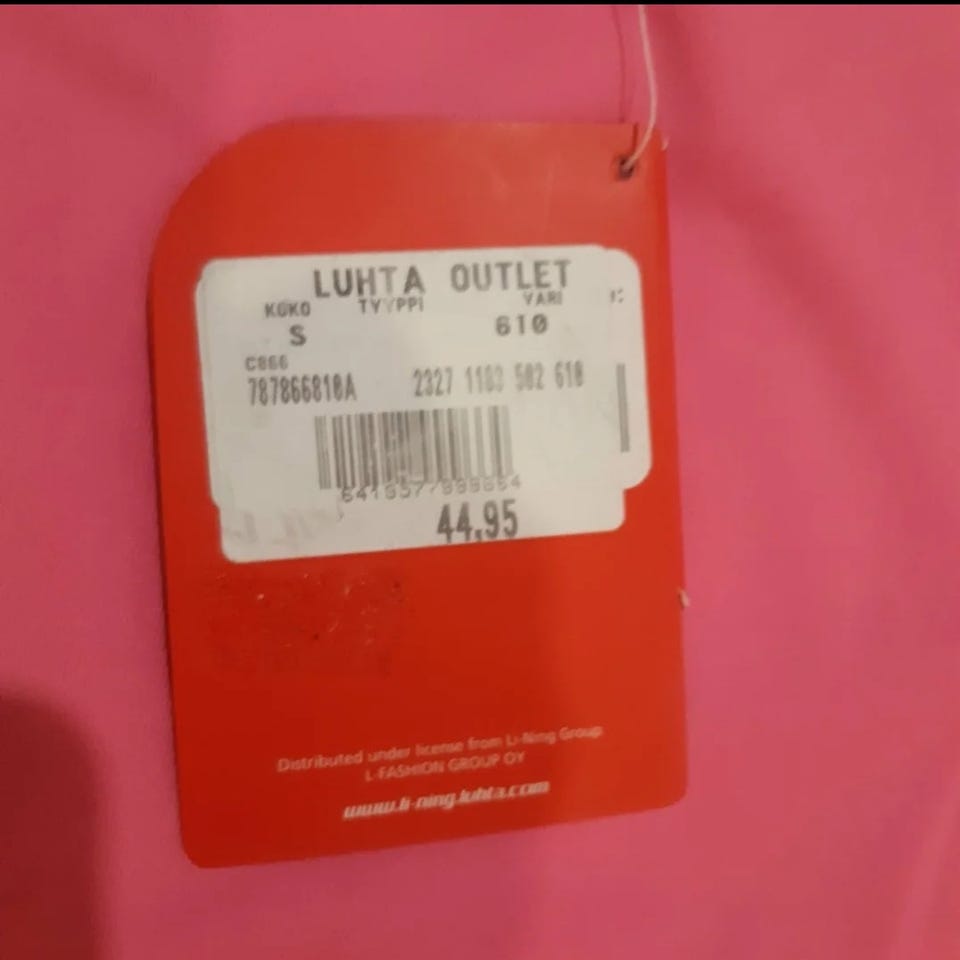 LUHTA OUTLET
KOKO TYYPPI VARI
S 610
C866
787866810A 2327 1183 502 610
44,95
Distributed under license from Li-Ning Group
L-FASHION GROUP OY
www.li-ning.luhta.com